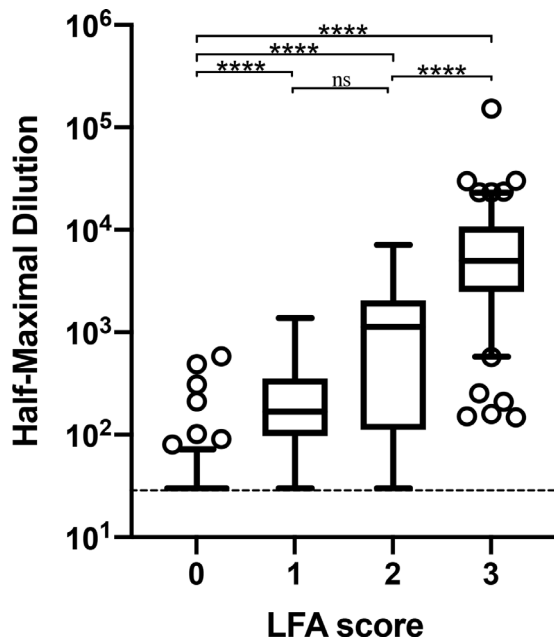 ****
****
**** ns ****
10⁶
10⁵
10⁴
10³
10²
10¹
Half-Maximal Dilution
0 1 2 3
LFA score